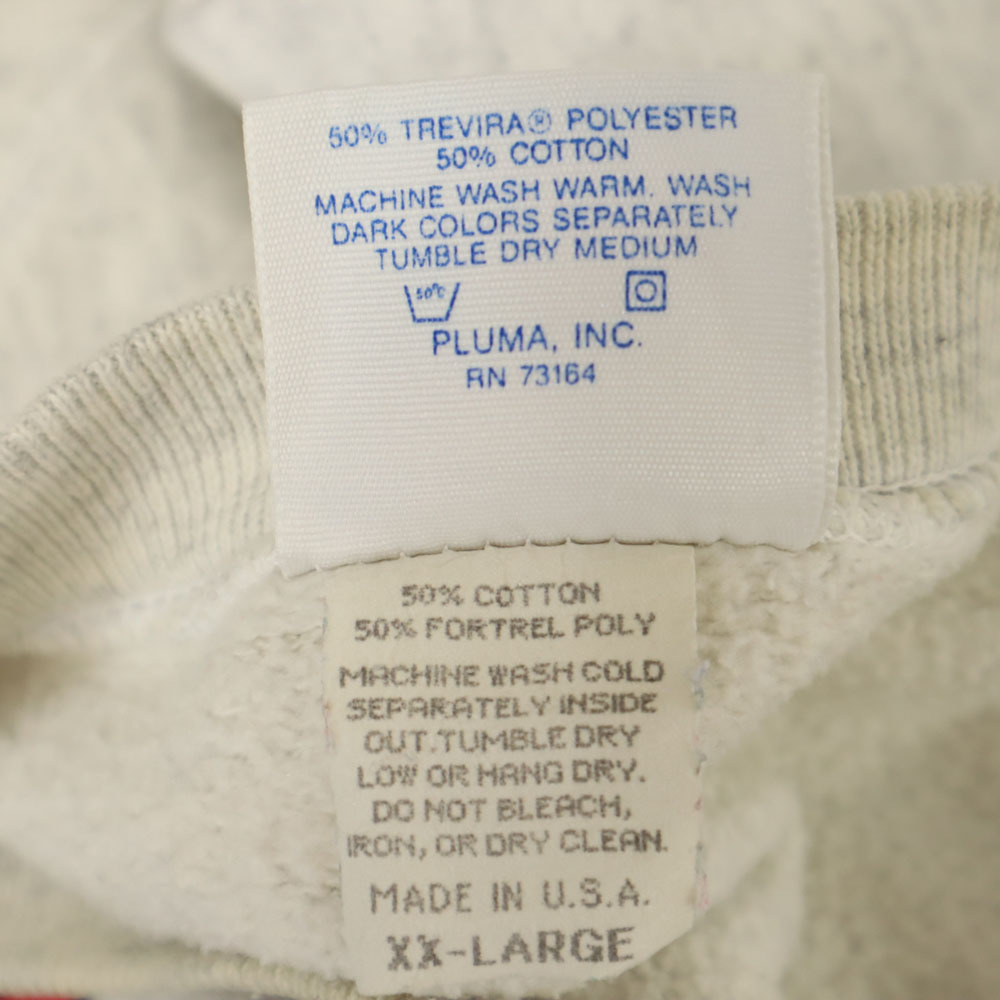 50% TREVIRA® POLYESTER
50% COTTON
MACHINE WASH WARM. WASH
DARK COLORS SEPARATELY
TUMBLE DRY MEDIUM
50°C
PLUMA, INC.
RN 73164
50% COTTON
50% FORTREL POLY
MACHINE WASH COLD
SEPARATELY INSIDE
OUT.TUMBLE DRY
LOW OR HANG DRY.
DO NOT BLEACH,
IRON, OR DRY CLEAN.
MADE IN U.S.A.
XX-LARGE